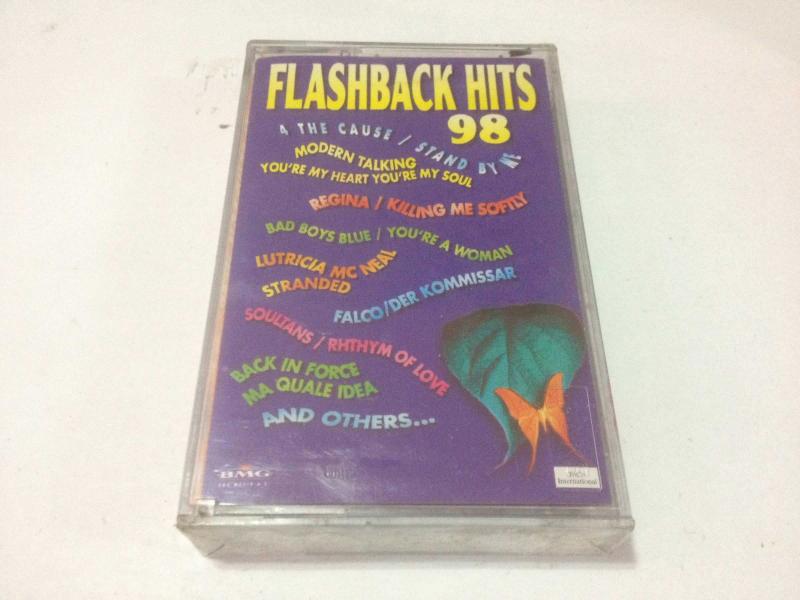 FLASHBACK HITS
98
4 THE CAUSE / STAND BY ME
MODERN TALKING
YOU'RE MY HEART YOU'RE MY SOUL
REGINA / KILLING ME SOFTLY
BAD BOYS BLUE / YOU'RE A WOMAN
LUTRICIA MC NEAL
STRANDED
FALCO/DER KOMMISSAR
SOULTANS / RHTHYM OF LOVE
BACK IN FORCE
MA QUALE IDEA
AND OTHERS...
BMG
International